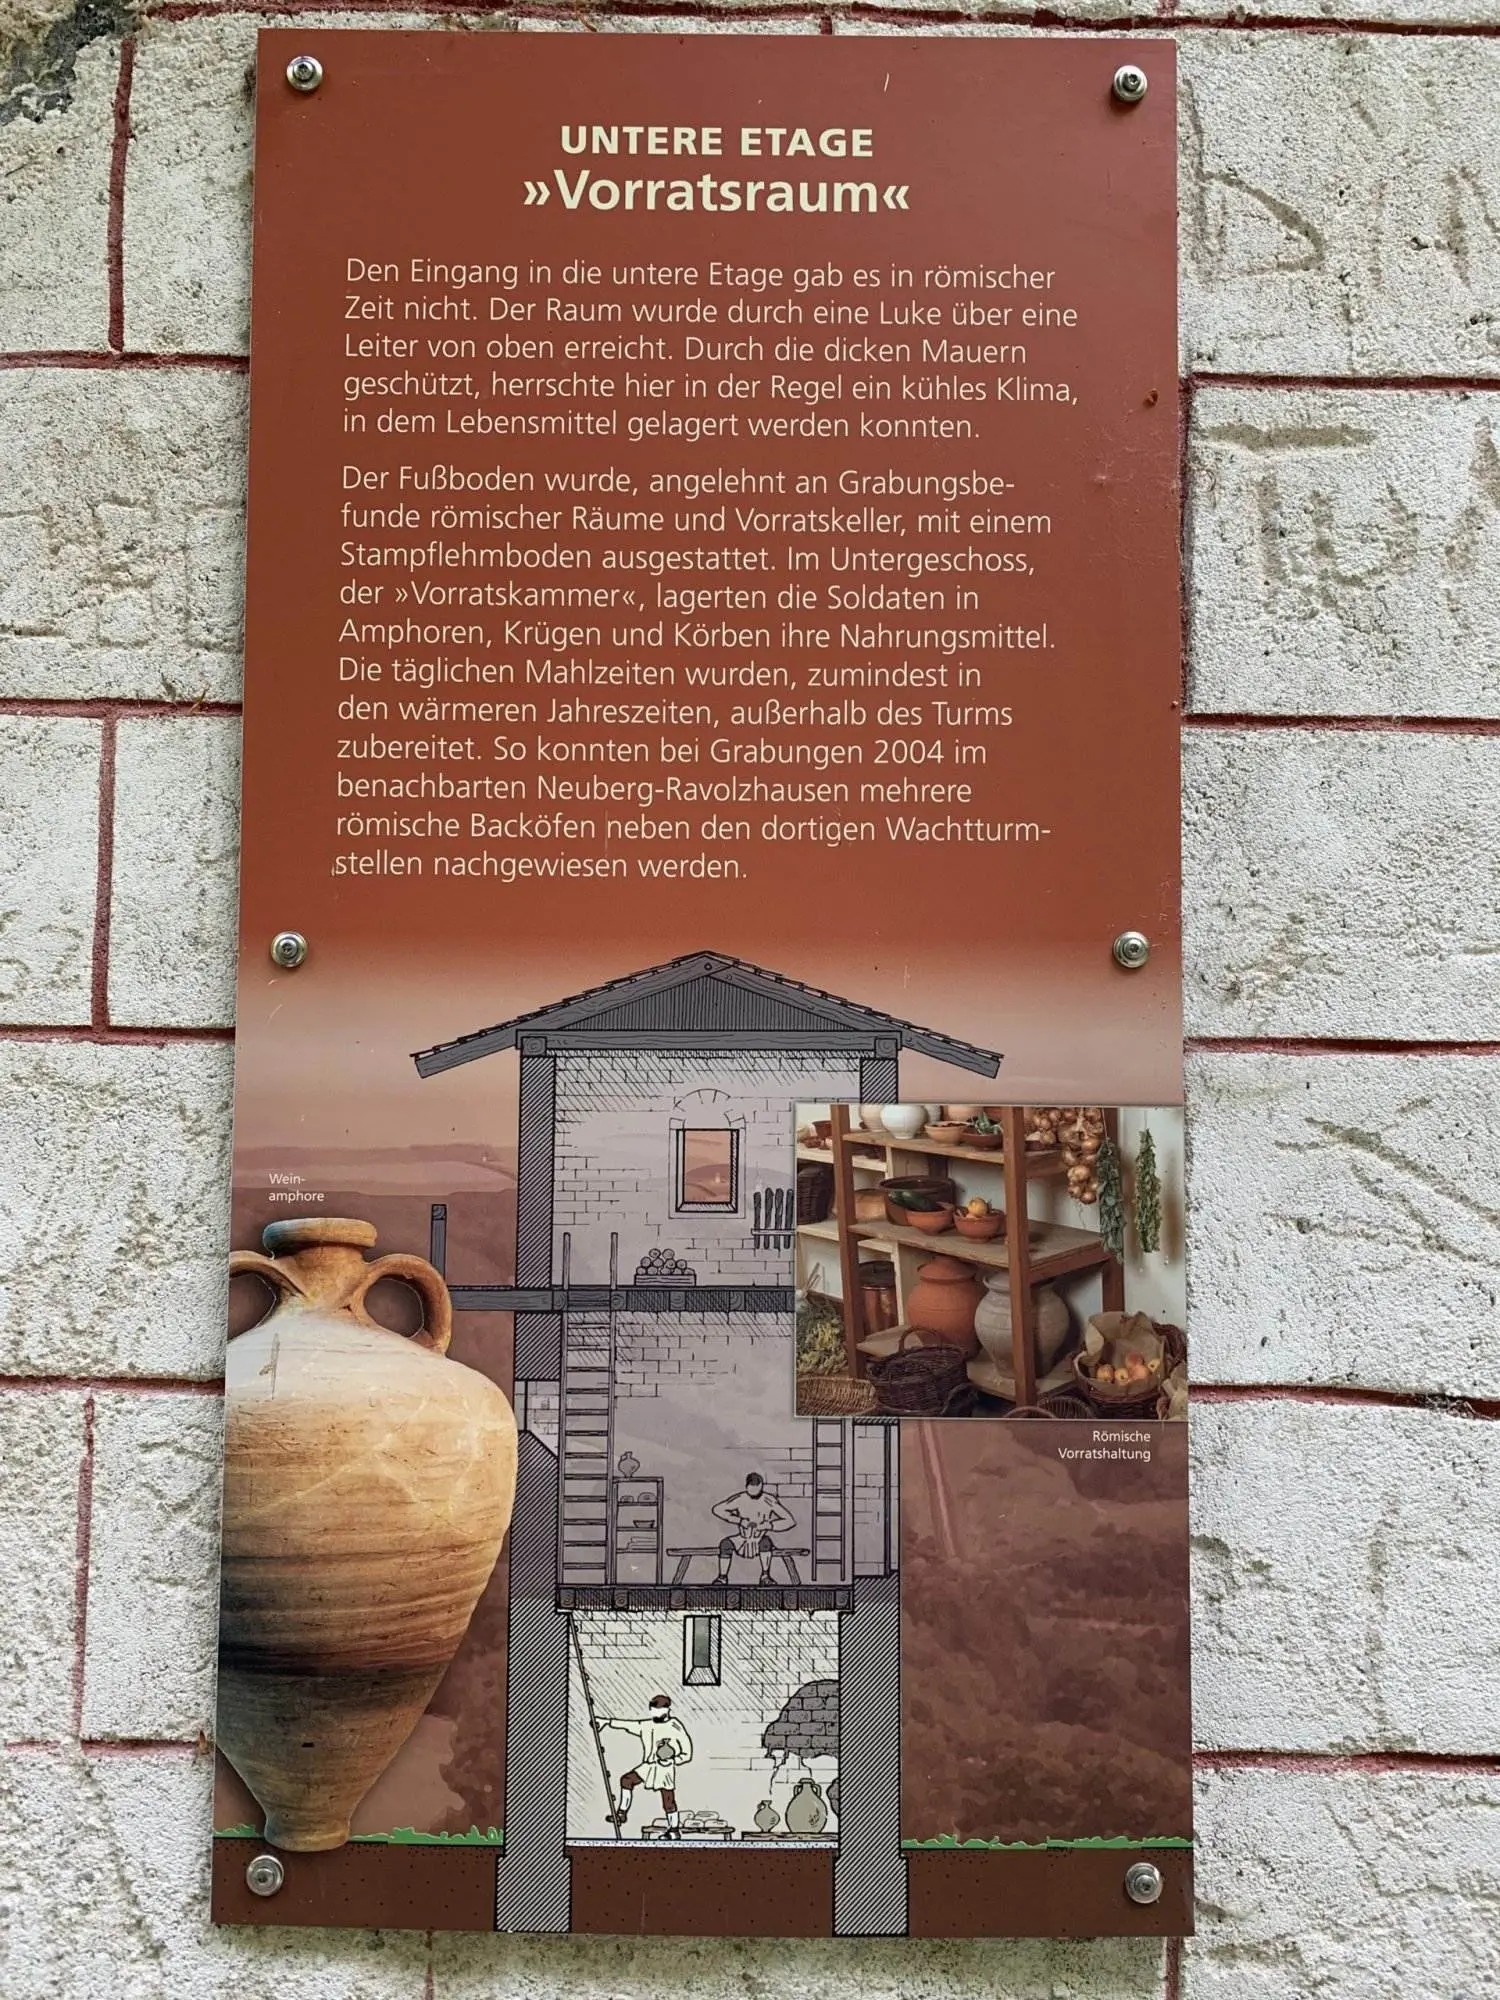 UNTERE ETAGE
»Vorratsraum«
Den Eingang in die untere Etage gab es in römischer
Zeit nicht. Der Raum wurde durch eine Luke über eine
Leiter von oben erreicht. Durch die dicken Mauern
geschützt, herrschte hier in der Regel ein kühles Klima,
in dem Lebensmittel gelagert werden konnten.
Der Fußboden wurde, angelehnt an Grabungsbe-
funde römischer Räume und Vorratskeller, mit einem
Stampflehmboden ausgestattet. Im Untergeschoss,
der »Vorratskammer«, lagerten die Soldaten in
Amphoren, Krügen und Körben ihre Nahrungsmittel.
Die täglichen Mahlzeiten wurden, zumindest in
den wärmeren Jahreszeiten, außerhalb des Turms
zubereitet. So konnten bei Grabungen 2004 im
benachbarten Neuberg-Ravolzhausen mehrere
römische Backöfen neben den dortigen Wachtturm-
stellen nachgewiesen werden.
Wein-
amphore
Römische
Vorratshaltung